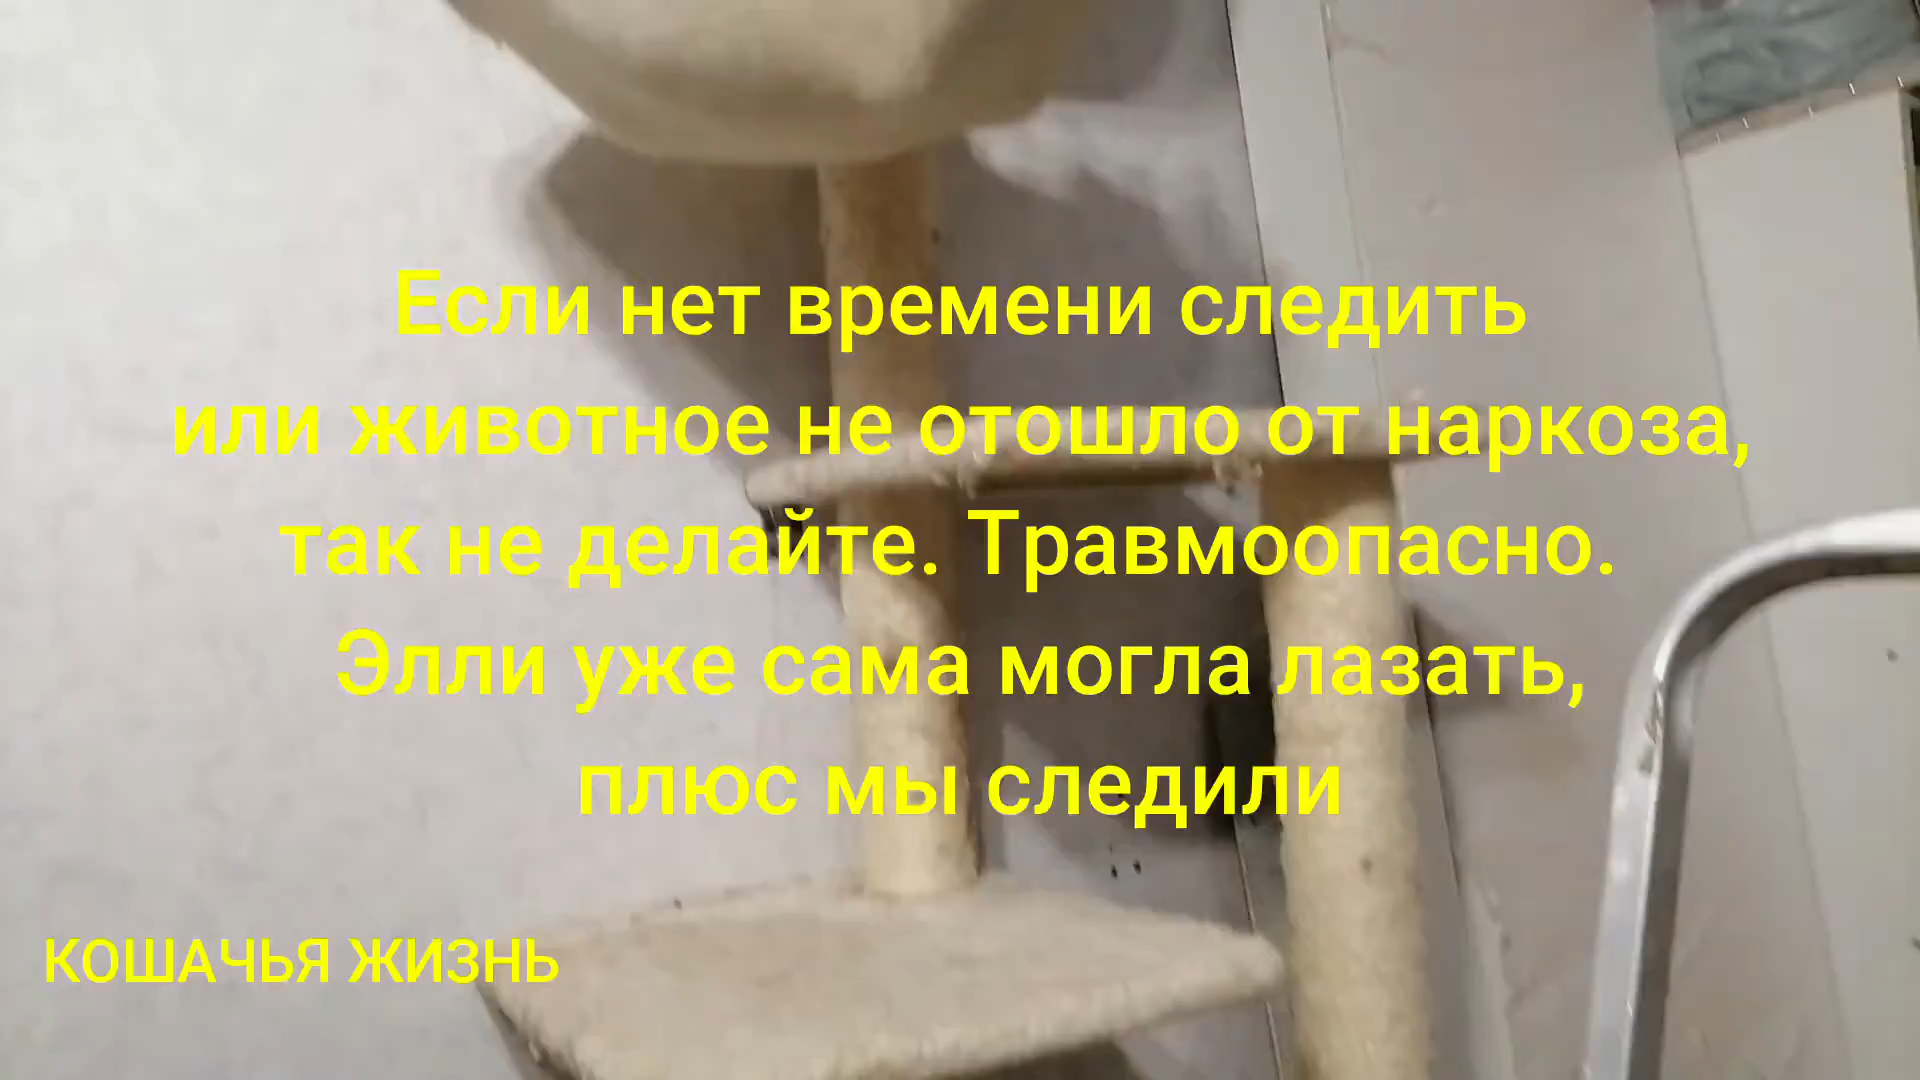 Если нет времени следить
или животное не отошло от наркоза,
так не делайте. Травмоопасно.
Элли уже сама могла лазать,
плюс мы следили
КОШАЧЬЯ ЖИЗНЬ